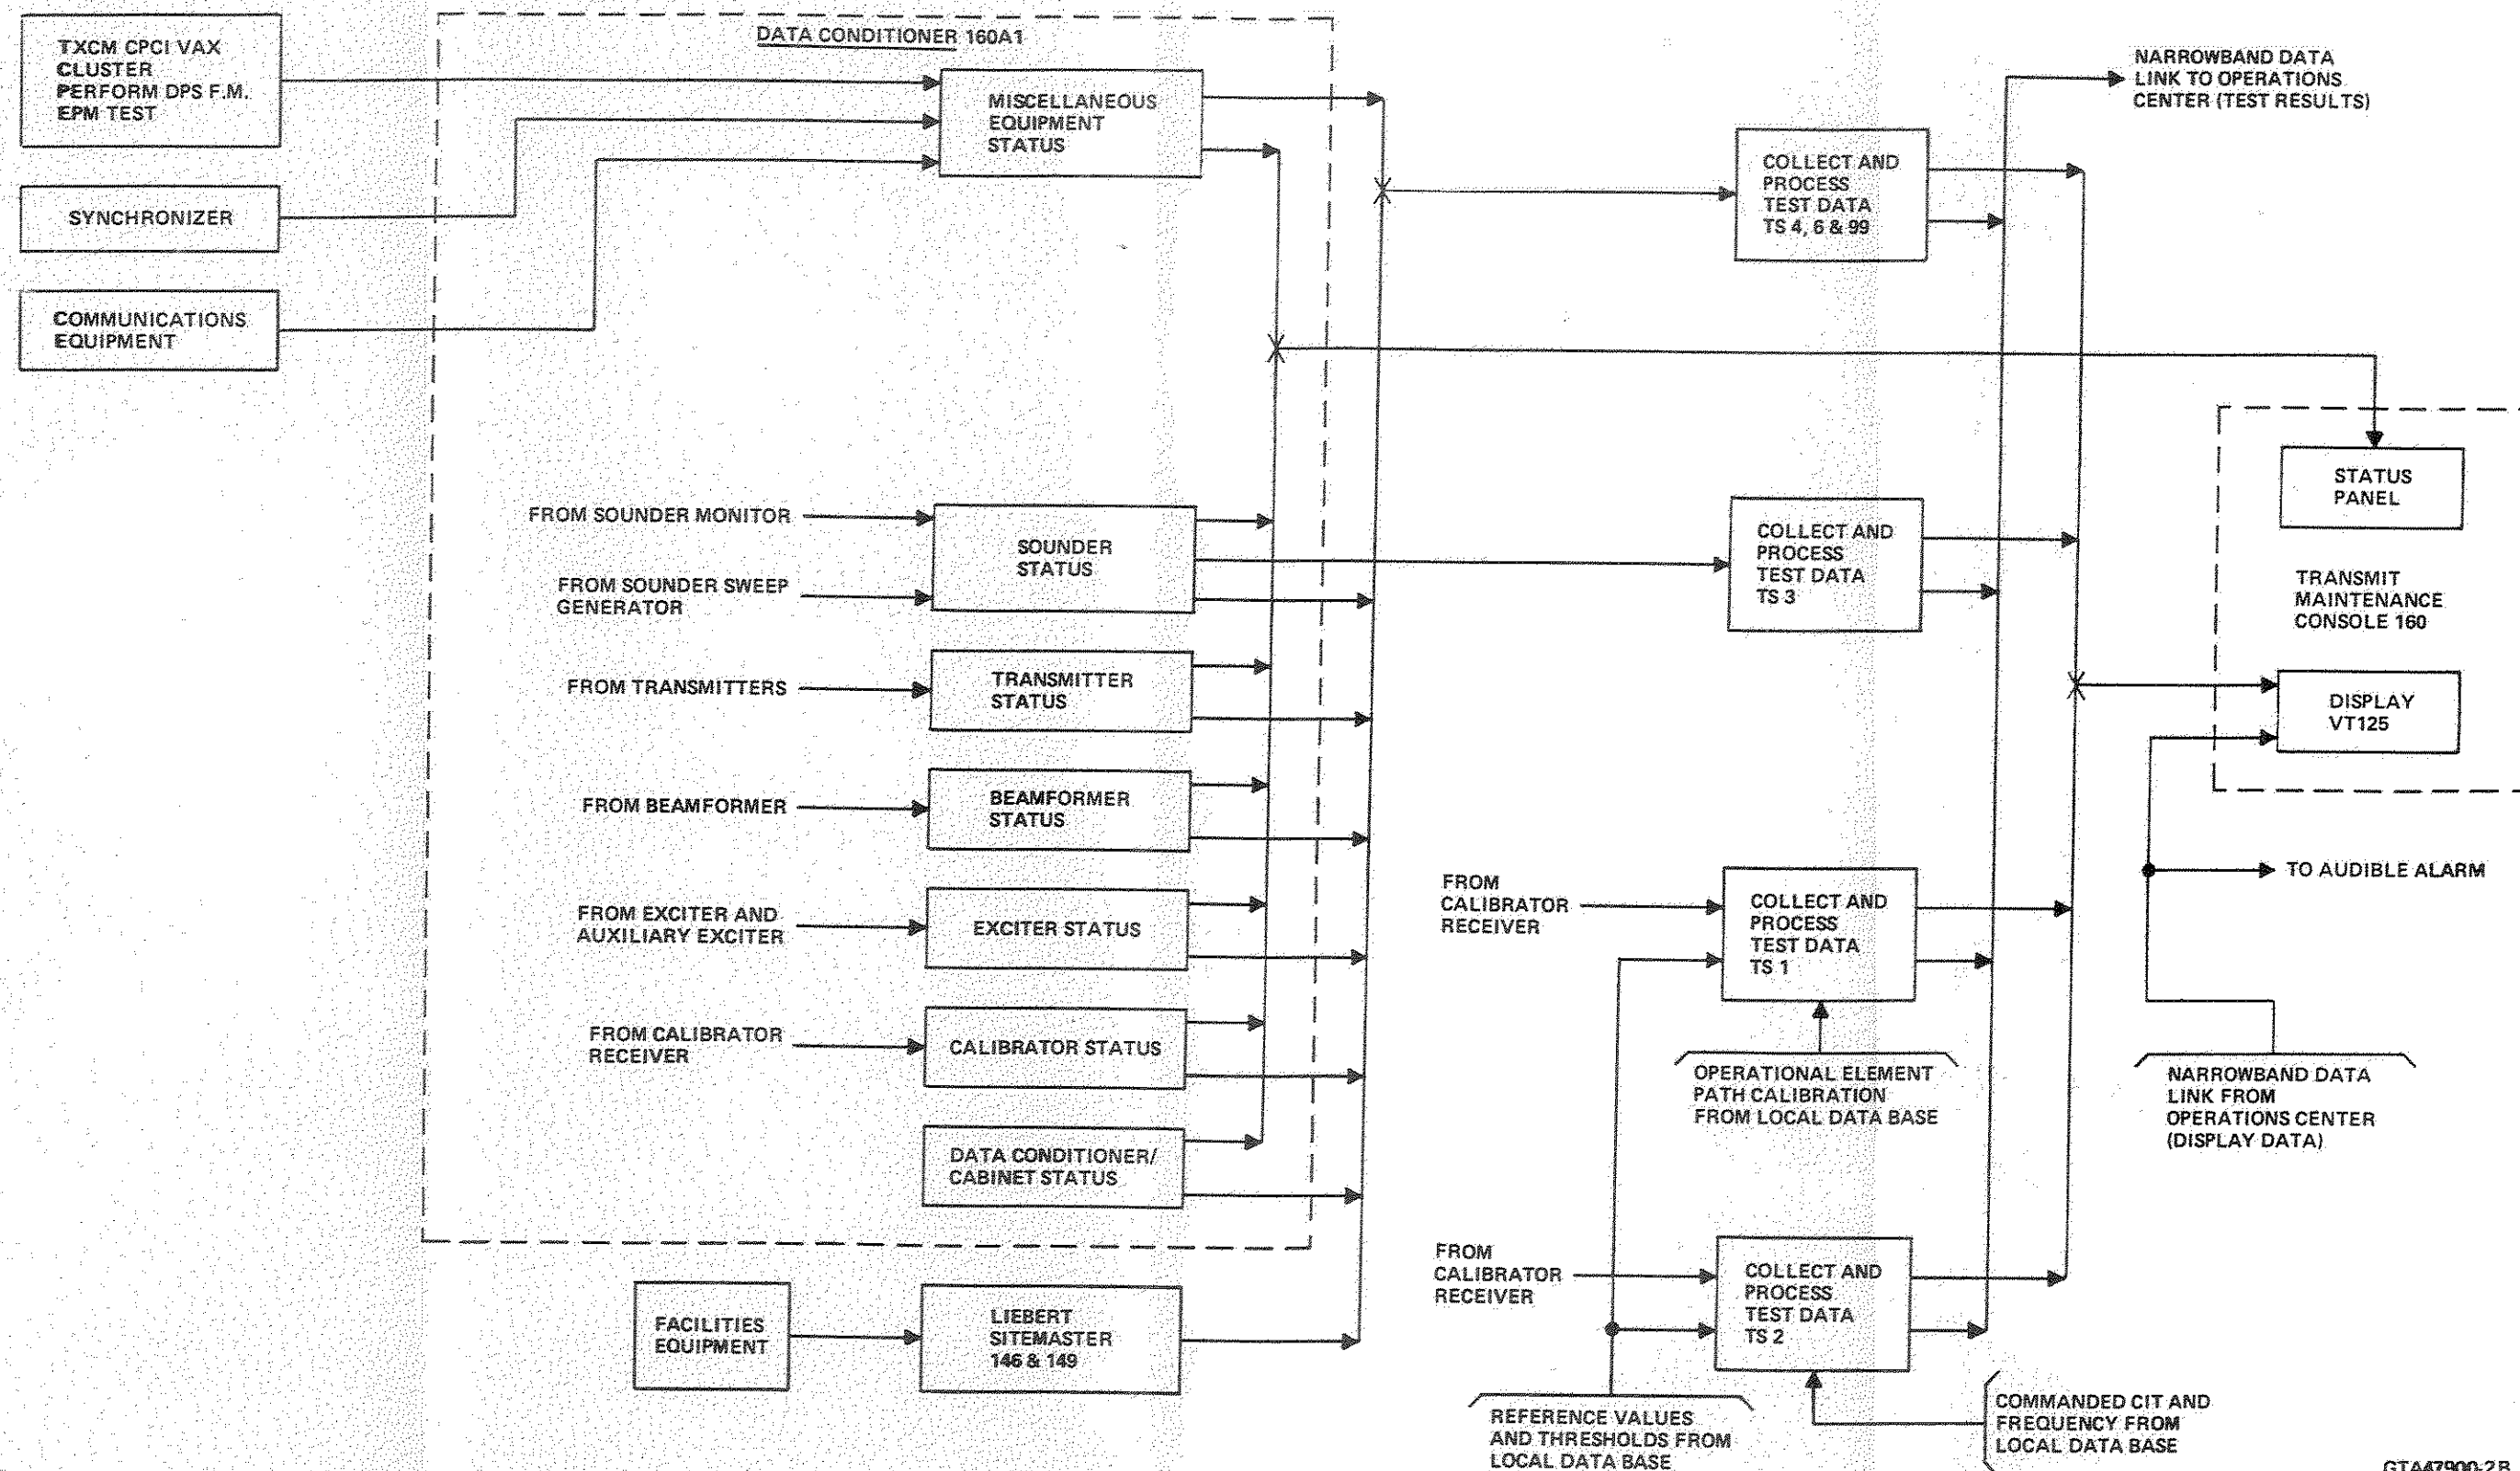 TXCM CPCI VAX
CLUSTER
PERFORM DPS F.M.
EPM TEST
SYNCHRONIZER
COMMUNICATIONS
EQUIPMENT
DATA CONDITIONER 160A1
MISCELLANEOUS
EQUIPMENT
STATUS
FROM SOUNDER MONITOR
FROM SOUNDER SWEEP
GENERATOR
SOUNDER
STATUS
FROM TRANSMITTERS
TRANSMITTER
STATUS
FROM BEAMFORMER
BEAMFORMER
STATUS
FROM EXCITER AND
AUXILIARY EXCITER
EXCITER STATUS
FROM CALIBRATOR
RECEIVER
CALIBRATOR STATUS
DATA CONDITIONER/
CABINET STATUS
FACILITIES
EQUIPMENT
LIEBERT
SITEMASTER
146 & 149
COLLECT AND
PROCESS
TEST DATA
TS 4, 6 & 99
COLLECT AND
PROCESS
TEST DATA
TS 3
FROM
CALIBRATOR
RECEIVER
COLLECT AND
PROCESS
TEST DATA
TS 1
OPERATIONAL ELEMENT
PATH CALIBRATION
FROM LOCAL DATA BASE
FROM
CALIBRATOR
RECEIVER
COLLECT AND
PROCESS
TEST DATA
TS 2
REFERENCE VALUES
AND THRESHOLDS FROM
LOCAL DATA BASE
COMMANDED CIT AND
FREQUENCY FROM
LOCAL DATA BASE
NARROWBAND DATA
LINK TO OPERATIONS
CENTER (TEST RESULTS)
STATUS
PANEL
TRANSMIT
MAINTENANCE
CONSOLE 160
DISPLAY
VT125
TO AUDIBLE ALARM
NARROWBAND DATA
LINK FROM
OPERATIONS CENTER
(DISPLAY DATA)
GTA47900-2B